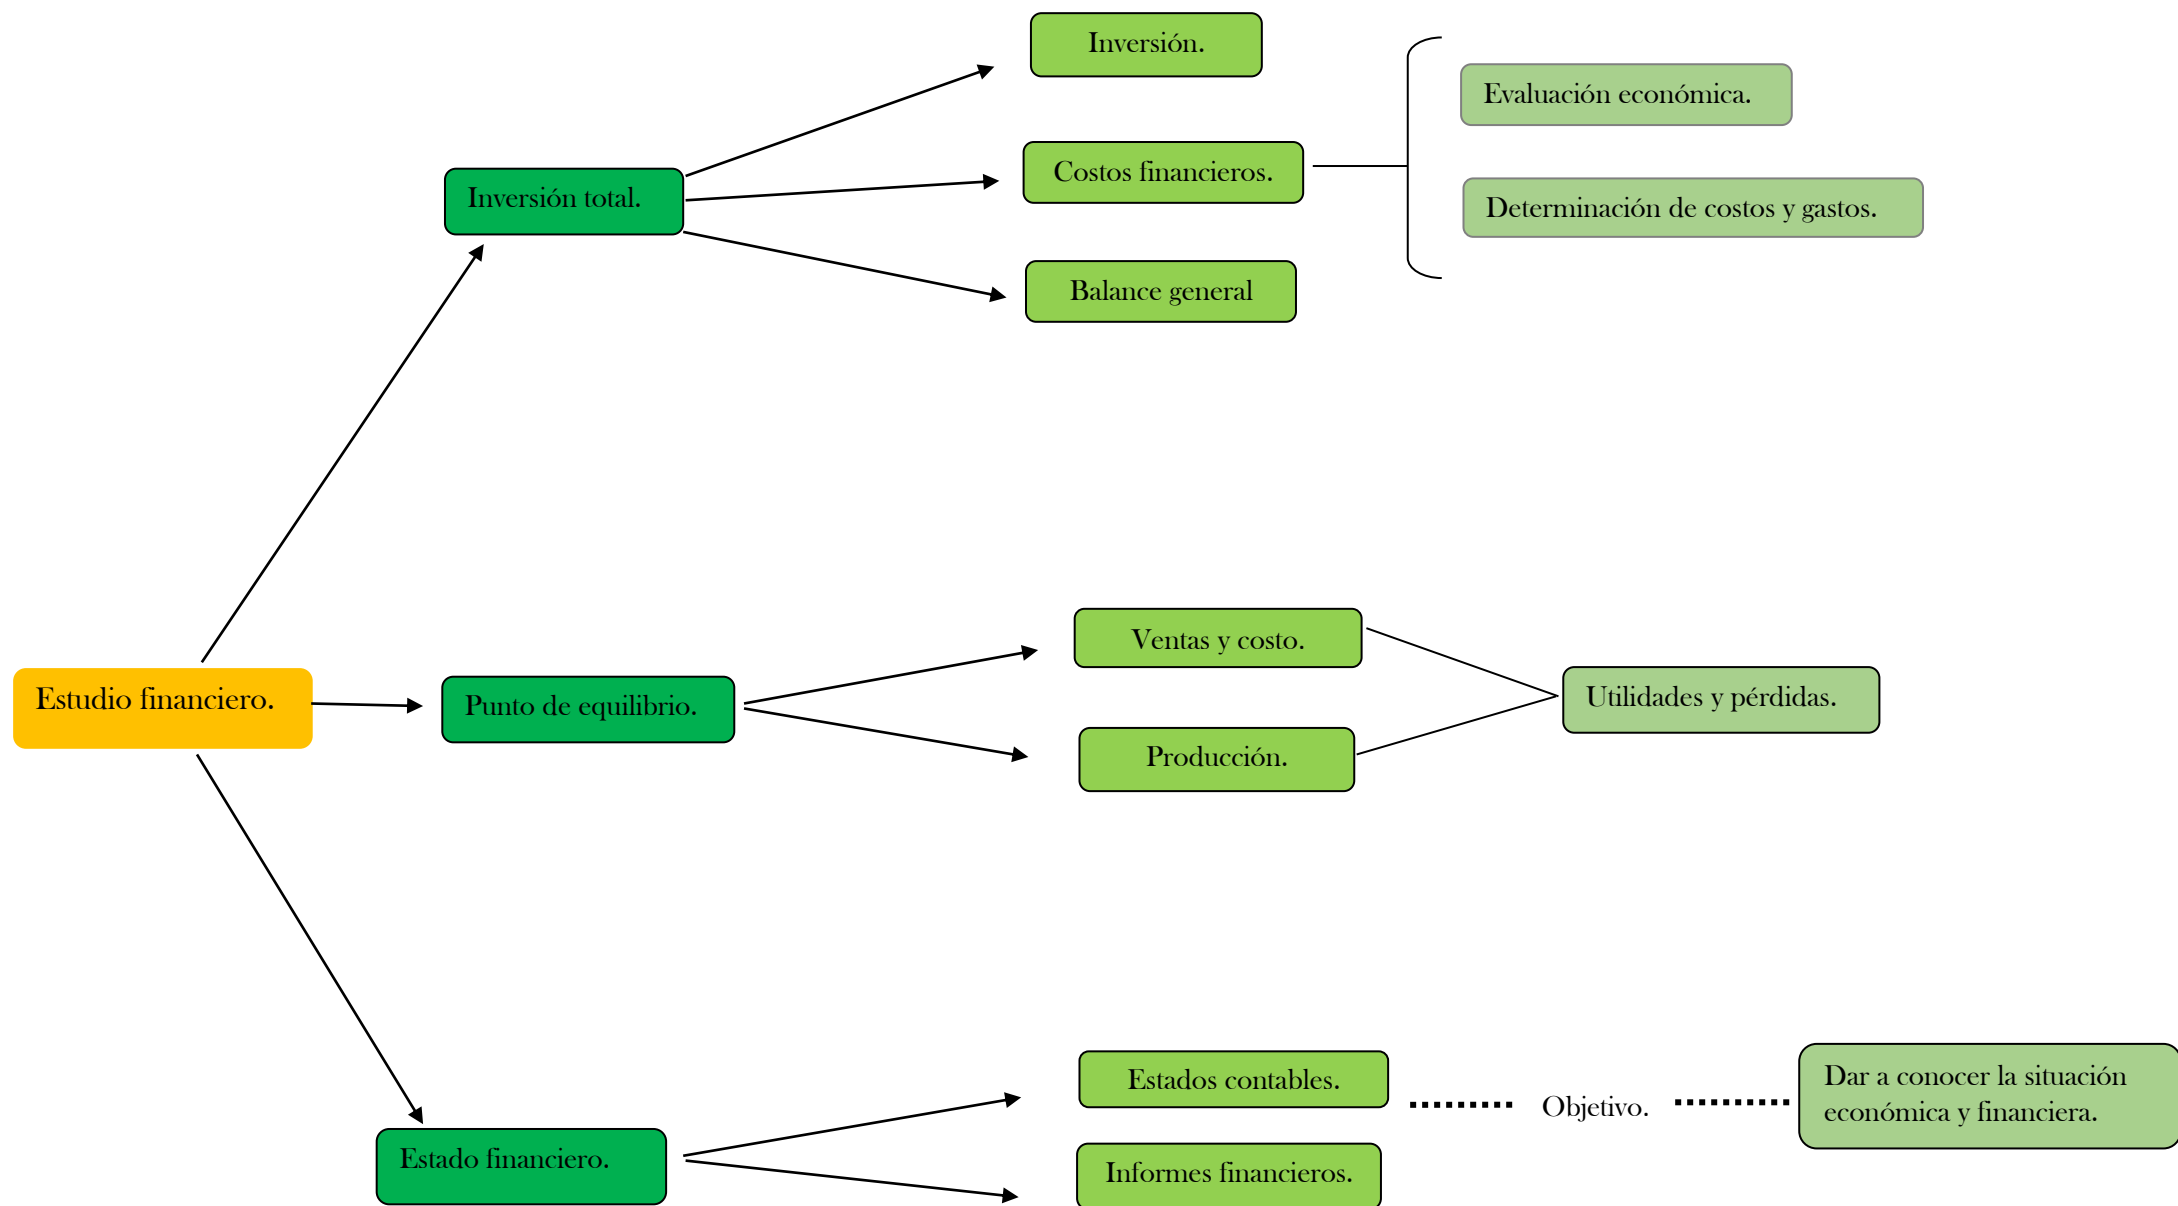 Inversión.
Evaluación económica.
Costos financieros.
Inversión total.
Determinación de costos y gastos.
Balance general
Ventas y costo.
Estudio financiero.
Punto de equilibrio.
Utilidades y pérdidas.
Producción.
Estados contables.
Objetivo.
Dar a conocer la situación
económica y financiera.
Estado financiero.
Informes financieros.